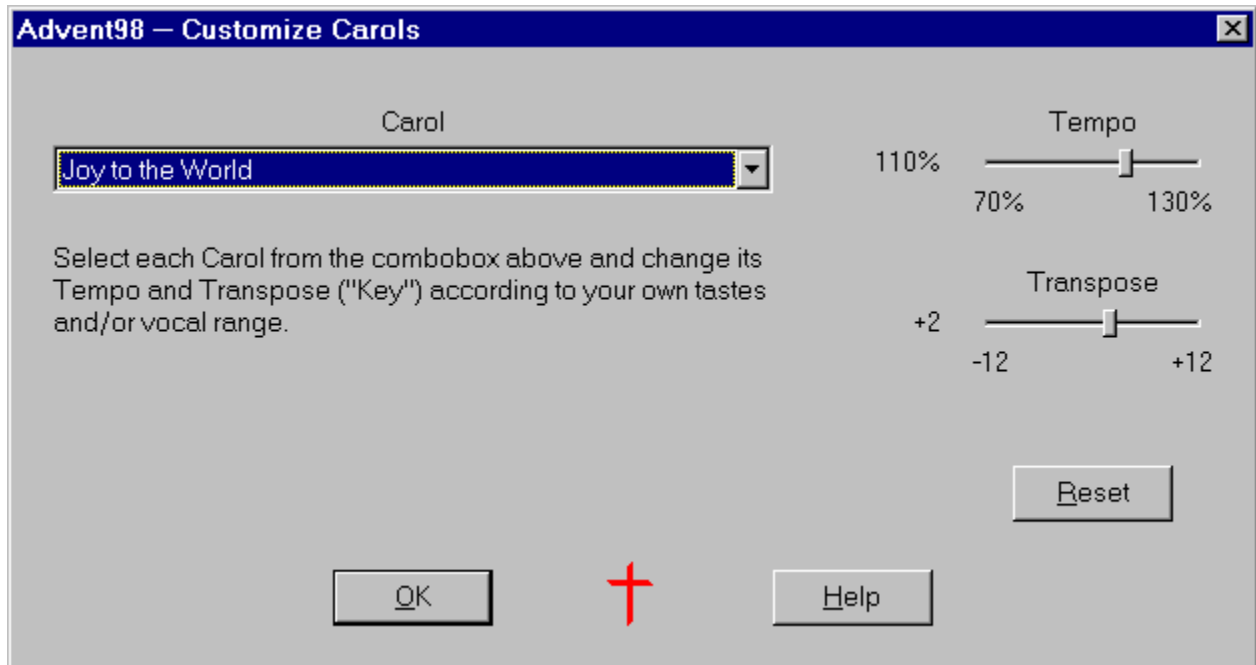 Advent98 — Customize Carols
Carol
Joy to the World
Select each Carol from the combobox above and change its
Tempo and Transpose ("Key") according to your own tastes
and/or vocal range.
Tempo
110%
70% 130%
Transpose
+2
-12 +12
Reset
OK Help